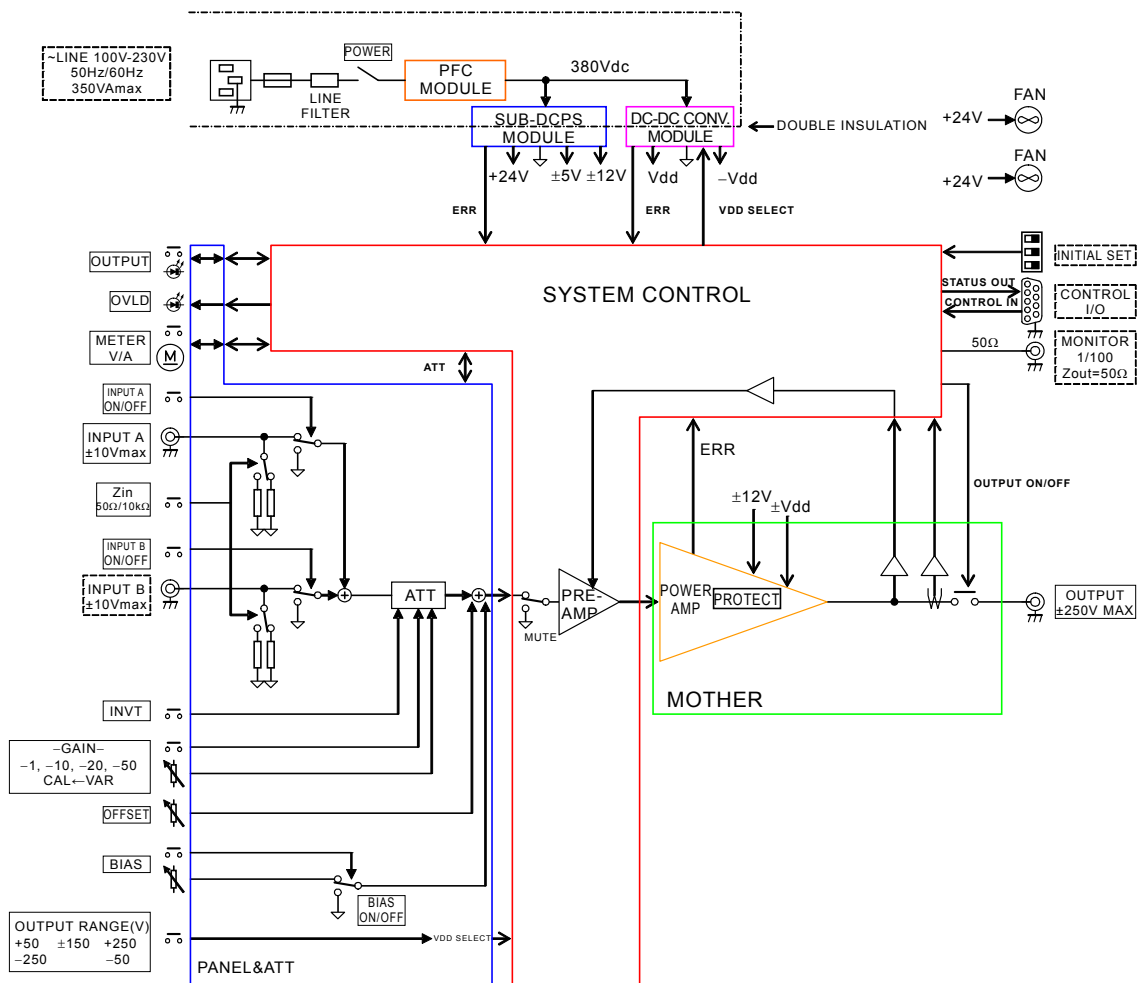 ~LINE 100V-230V
50Hz/60Hz
350VAmax
LINE
FILTER
POWER
PFC
MODULE
380Vdc
SUB-DCPS
MODULE
DC-DC CONV.
MODULE
DOUBLE INSULATION
FAN
+24V
FAN
+24V
+24V
±5V
±12V
Vdd
−Vdd
ERR
ERR
VDD SELECT
SYSTEM CONTROL
OUTPUT
OVLD
METER
V/A
M
ATT
INITIAL SET
STATUS OUT
CONTROL IN
CONTROL
I/O
50Ω
MONITOR
1/100
Zout=50Ω
INPUT A
ON/OFF
INPUT A
±10Vmax
Zin
50Ω/10kΩ
INPUT B
ON/OFF
INPUT B
±10Vmax
ATT
MUTE
PRE-
AMP
ERR
±12V
±Vdd
OUTPUT ON/OFF
POWER
AMP
PROTECT
MOTHER
OUTPUT
±250V MAX
INVT
−GAIN−
−1, −10, −20, −50
CAL←VAR
OFFSET
BIAS
BIAS
ON/OFF
OUTPUT RANGE(V)
+50 ±150 +250
−250 −50
VDD SELECT
PANEL&ATT